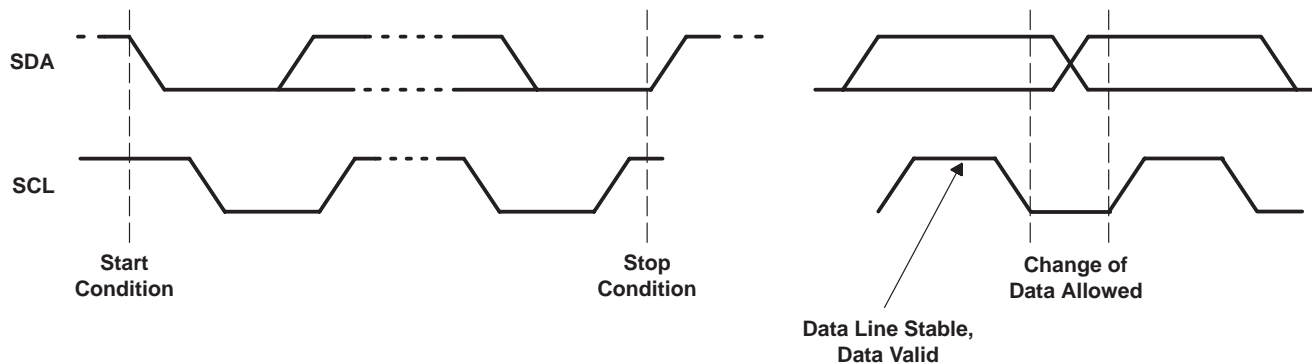 SDA
SCL
Start
Condition
Stop
Condition
Change of
Data Allowed
Data Line Stable,
Data Valid